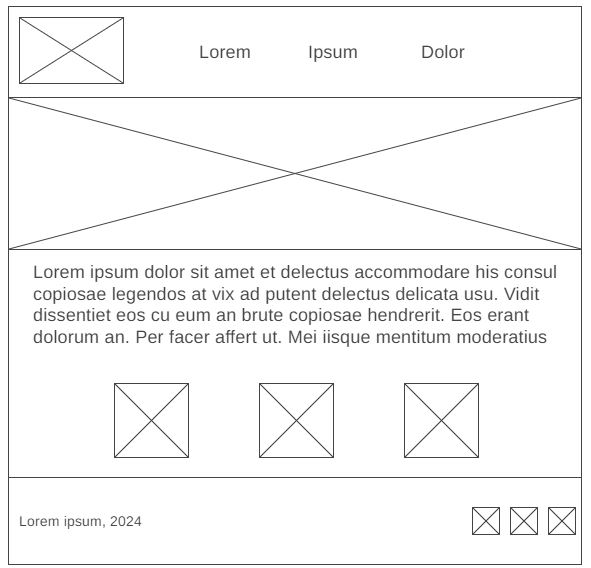 Lorem Ipsum Dolor
Lorem ipsum dolor sit amet et delectus accommodare his consul
copiosae legendos at vix ad putent delectus delicata usu. Vidit
dissentiet eos cu eum an brute copiosae hendrerit. Eos erant
dolorum an. Per facer affert ut. Mei iisque mentitum moderatius
Lorem ipsum, 2024